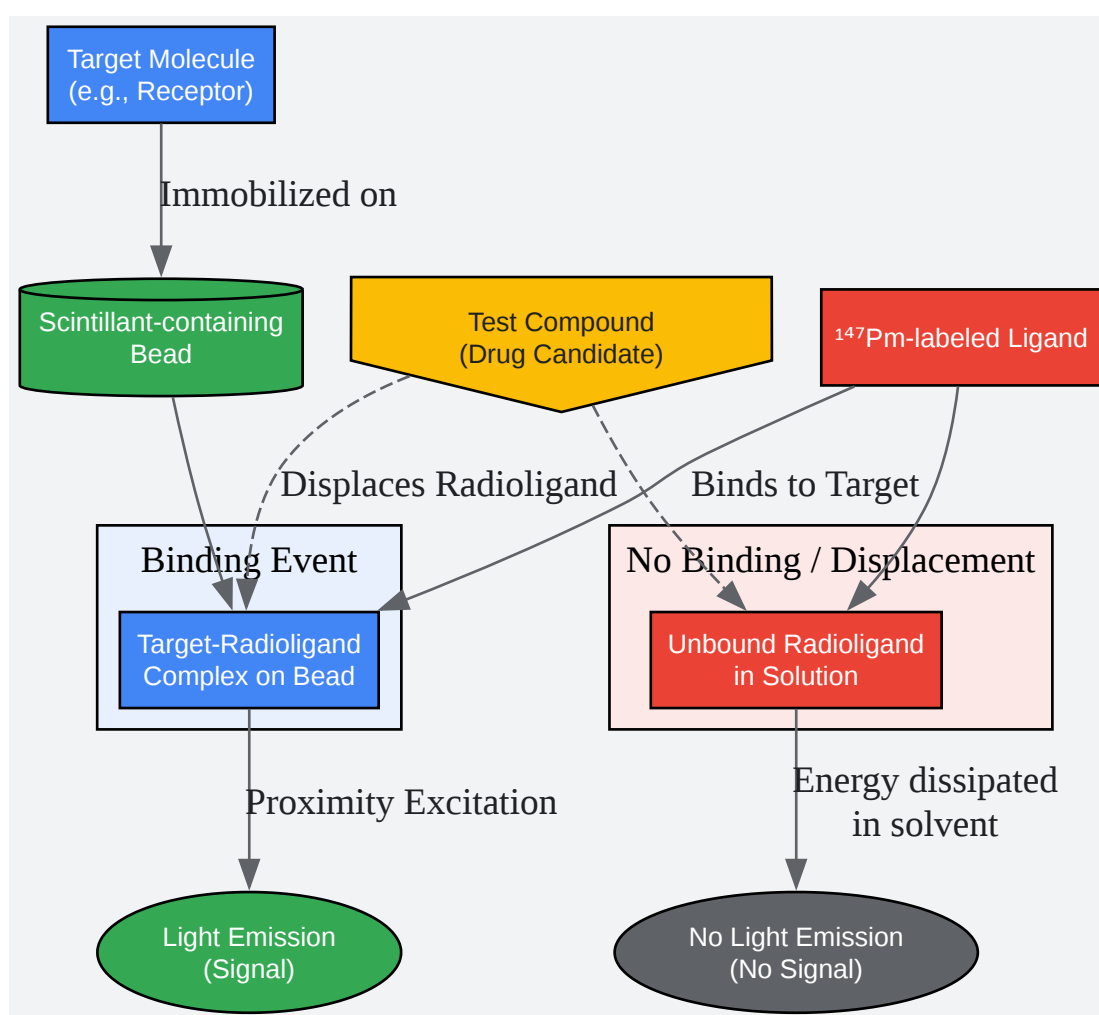 Target Molecule
(e.g., Receptor)
Immobilized on
Scintillant-containing
Bead
Test Compound
(Drug Candidate)
¹⁴⁷Pm-labeled Ligand
Displaces Radioligand
Binds to Target
Binding Event
No Binding / Displacement
Target-Radioligand
Complex on Bead
Unbound Radioligand
in Solution
Proximity Excitation
Energy dissipated
in solvent
Light Emission
(Signal)
No Light Emission
(No Signal)